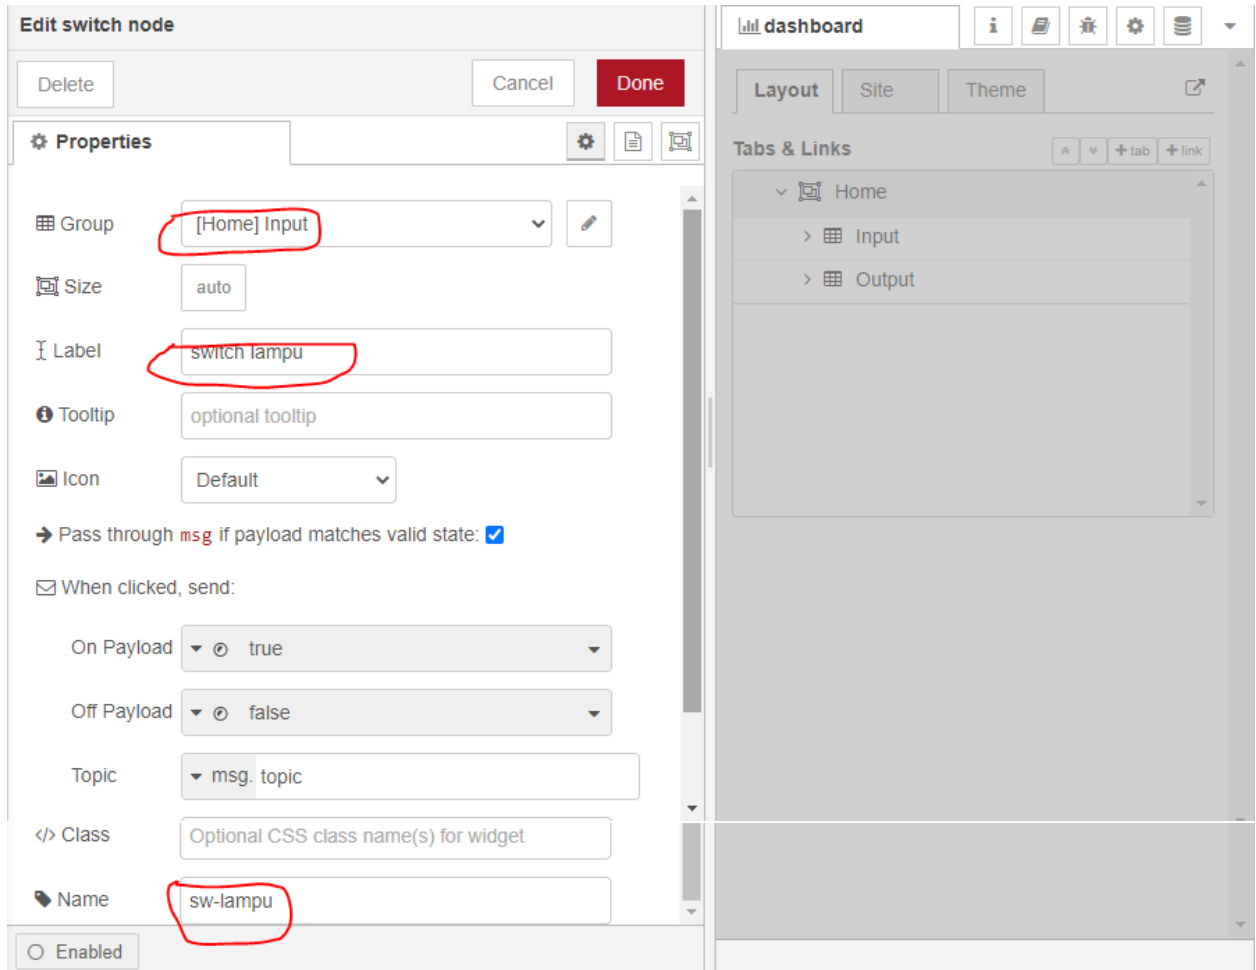 Edit switch node
Delete
Cancel
Done
Properties
Group
[Home] Input
Size
auto
Label
switch lampu
Tooltip
optional tooltip
Icon
Default
Pass through msg if payload matches valid state:
When clicked, send:
On Payload
true
Off Payload
false
Topic
msg. topic
</> Class
Optional CSS class name(s) for widget
Name
sw-lampu
Enabled
dashboard
i
Layout
Site
Theme
Tabs & Links
+ tab
+ link
Home
Input
Output